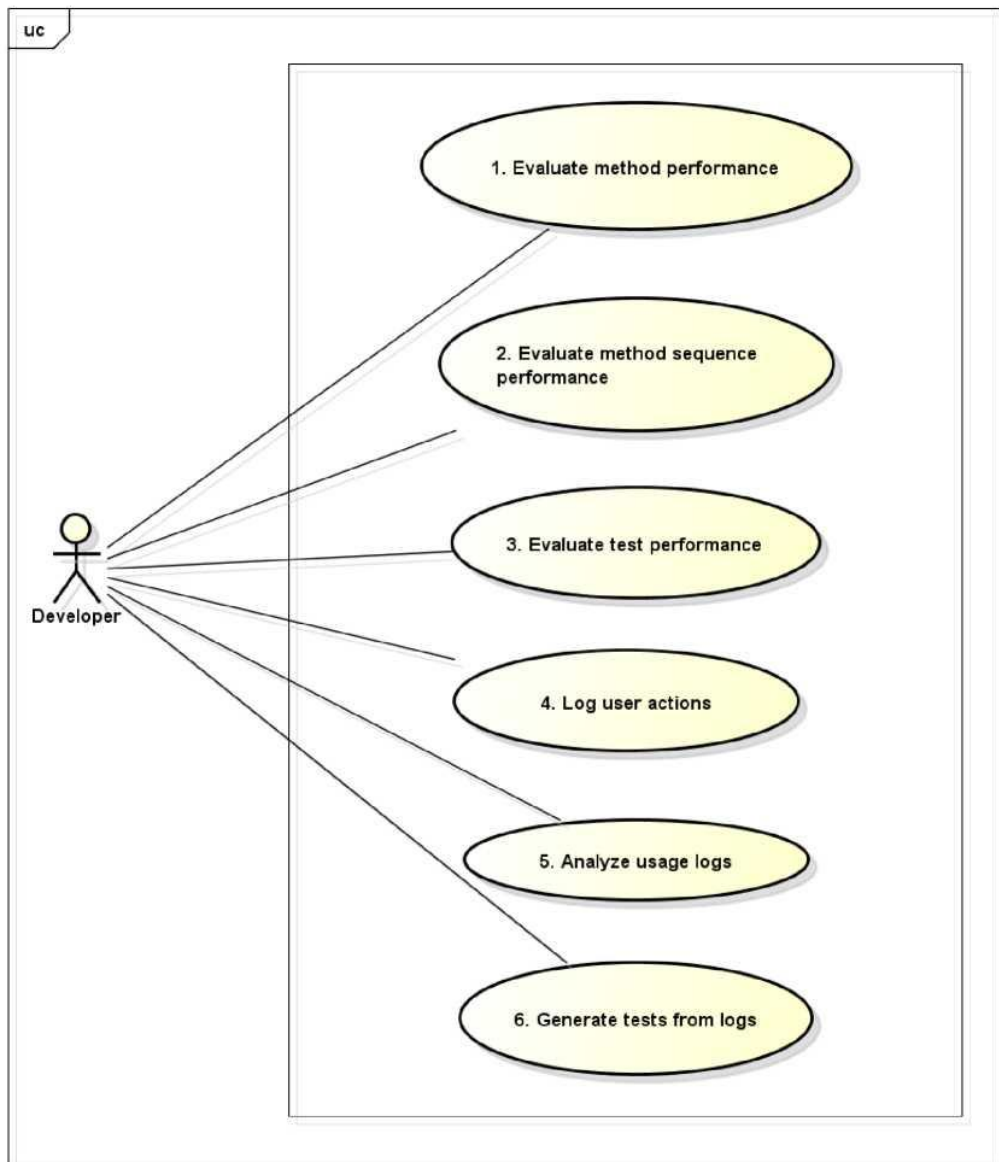 uc
1. Evaluate method performance
2. Evaluate method sequence
performance
3. Evaluate test performance
Developer
4. Log user actions
5. Analyze usage logs
6. Generate tests from logs